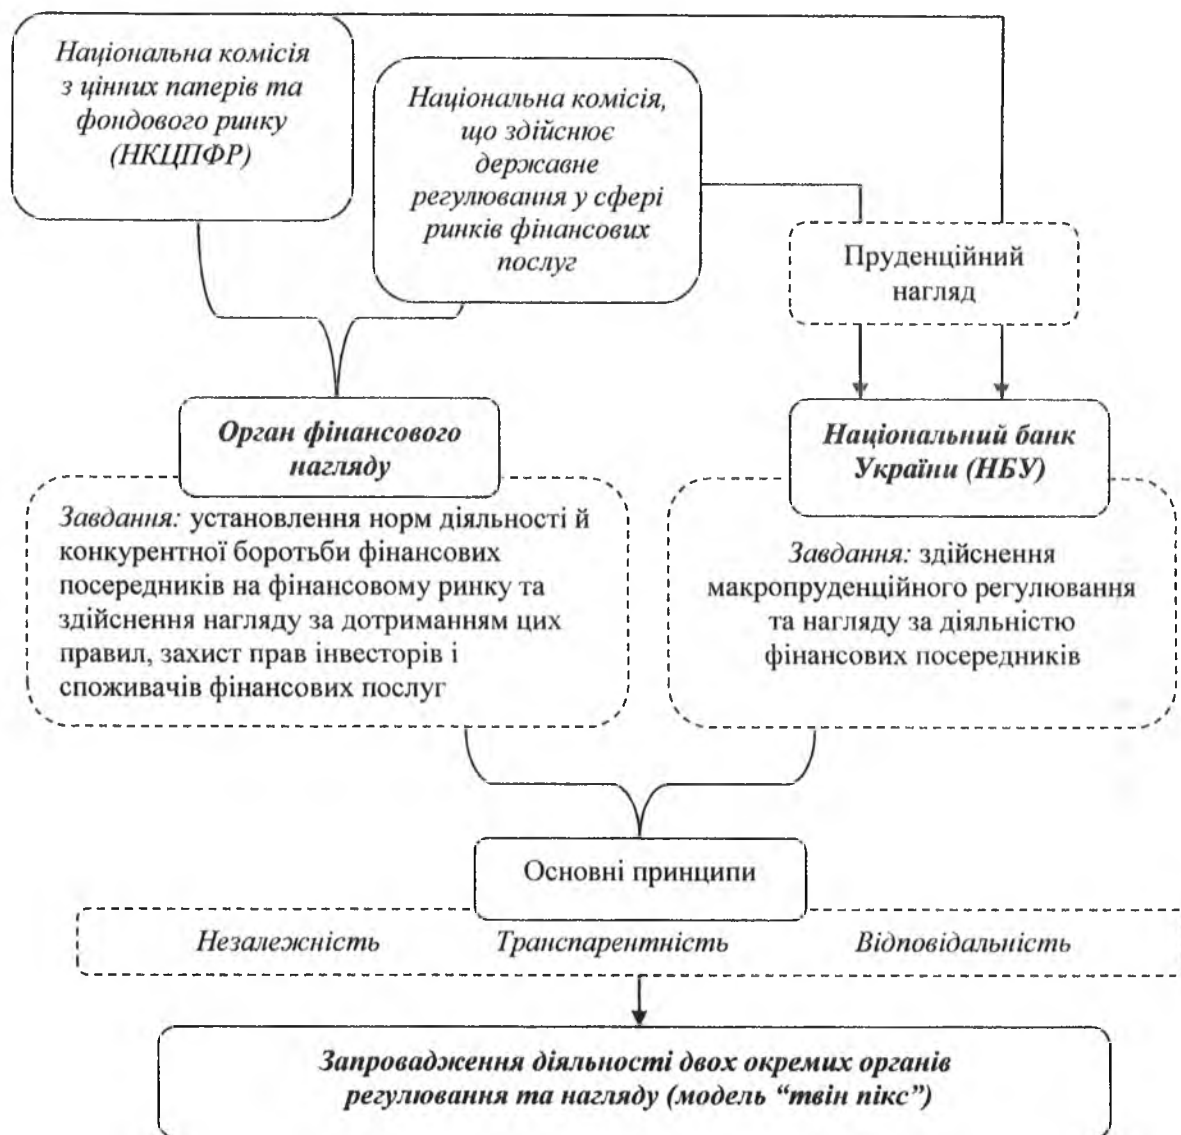 Національна комісія
з цінних паперів та
фондового ринку
(НКЦПФР)
Національна комісія,
що здійснює
державне
регулювання у сфері
ринків фінансових
послуг
Пруденційний
нагляд
Орган фінансового
нагляду
Національний банк
України (НБУ)
Завдання: установлення норм діяльності й
конкурентної боротьби фінансових
посередників на фінансовому ринку та
здійснення нагляду за дотриманням цих
правил, захист прав інвесторів і
споживачів фінансових послуг
Завдання: здійснення
макропруденційного регулювання
та нагляду за діяльністю
фінансових посередників
Основні принципи
Незалежність Транспарентність Відповідальність
Запровадження діяльності двох окремих органів
регулювання та нагляду (модель “твін пікс”)